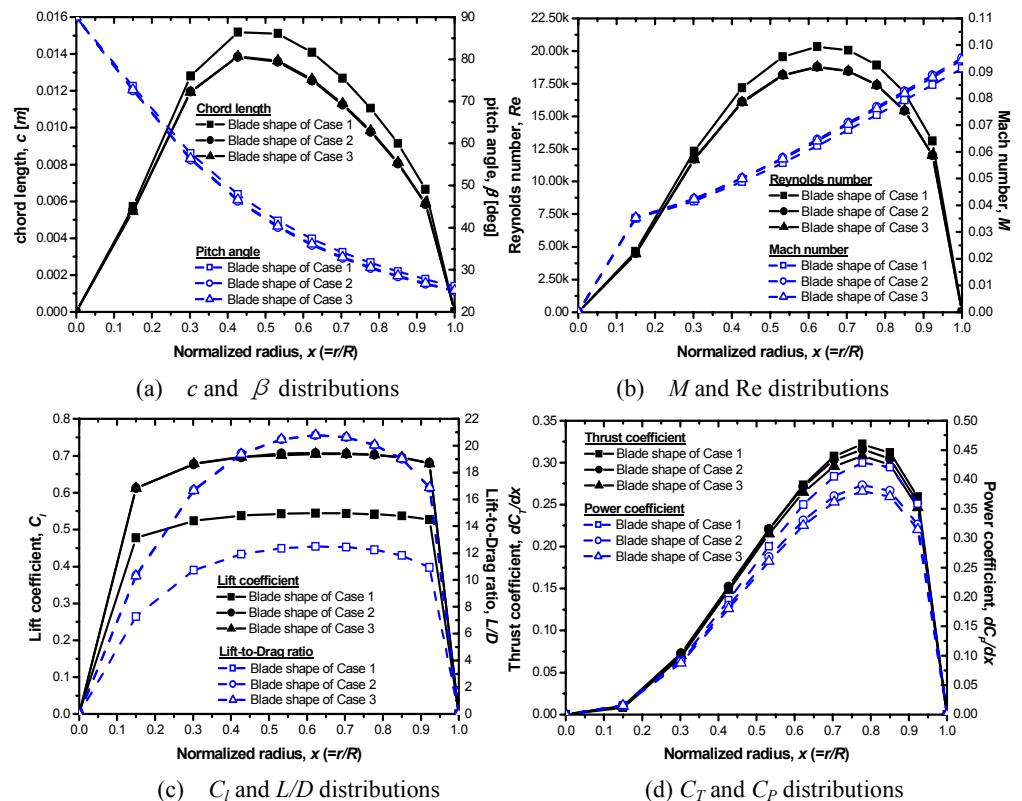 0.016
0.014
0.012
0.010
0.008
0.006
0.004
0.002
0.000
chord length, c [m]
90
80
70
60
50
40
30
20
pitch angle, β [deg]
Chord length
Blade shape of Case 1
Blade shape of Case 2
Blade shape of Case 3
Pitch angle
Blade shape of Case 1
Blade shape of Case 2
Blade shape of Case 3
0.0 0.1 0.2 0.3 0.4 0.5 0.6 0.7 0.8 0.9 1.0
Normalized radius, x (=r/R)
(a) c and β distributions
22.50k
20.00k
17.50k
15.00k
12.50k
10.00k
7.50k
5.00k
2.50k
0.00
Reynolds number, Re
0.11
0.10
0.09
0.08
0.07
0.06
0.05
0.04
0.03
0.02
0.01
0.00
Mach number, M
Reynolds number
Blade shape of Case 1
Blade shape of Case 2
Blade shape of Case 3
Mach number
Blade shape of Case 1
Blade shape of Case 2
Blade shape of Case 3
0.0 0.1 0.2 0.3 0.4 0.5 0.6 0.7 0.8 0.9 1.0
Normalized radius, x (=r/R)
(b) M and Re distributions
0.8
0.7
0.6
0.5
0.4
0.3
0.2
0.1
0.0
Lift coefficient, Cl
22
20
18
16
14
12
10
8
6
4
2
0
Lift-to-Drag ratio, L/D
Lift coefficient
Blade shape of Case 1
Blade shape of Case 2
Blade shape of Case 3
Lift-to-Drag ratio
Blade shape of Case 1
Blade shape of Case 2
Blade shape of Case 3
0.0 0.1 0.2 0.3 0.4 0.5 0.6 0.7 0.8 0.9 1.0
Normalized radius, x (=r/R)
(c) Cl and L/D distributions
0.35
0.30
0.25
0.20
0.15
0.10
0.05
0.00
Thrust coefficient, dCT/dx
0.50
0.45
0.40
0.35
0.30
0.25
0.20
0.15
0.10
0.05
0.00
Power coefficient, dCP/dx
Thrust coefficient
Blade shape of Case 1
Blade shape of Case 2
Blade shape of Case 3
Power coefficient
Blade shape of Case 1
Blade shape of Case 2
Blade shape of Case 3
0.0 0.1 0.2 0.3 0.4 0.5 0.6 0.7 0.8 0.9 1.0
Normalized radius, x (=r/R)
(d) CT and CP distributions